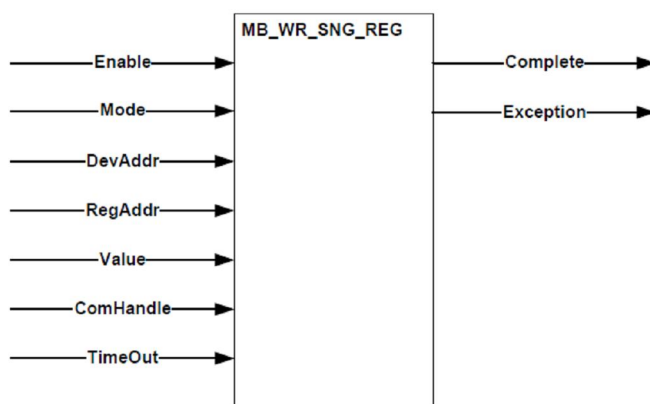 MB_WR_SNG_REG
Enable
Complete
Mode
Exception
DevAddr
RegAddr
Value
ComHandle
TimeOut